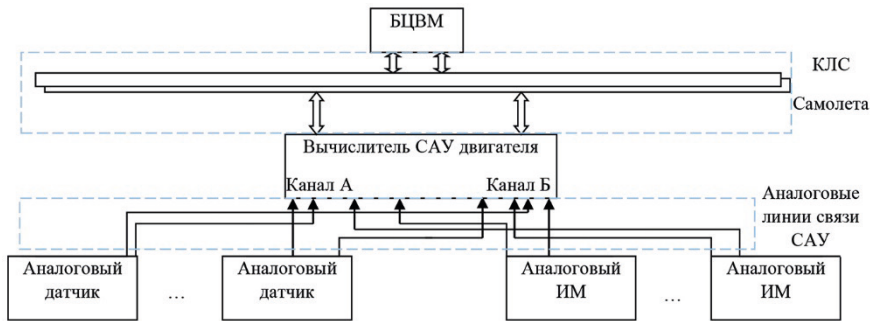 БЦВМ
КЛС
Самолета
Вычислитель САУ двигателя
Канал А
Канал Б
Аналоговые
линии связи
САУ
Аналоговый
датчик
...
Аналоговый
датчик
Аналоговый
ИМ
...
Аналоговый
ИМ